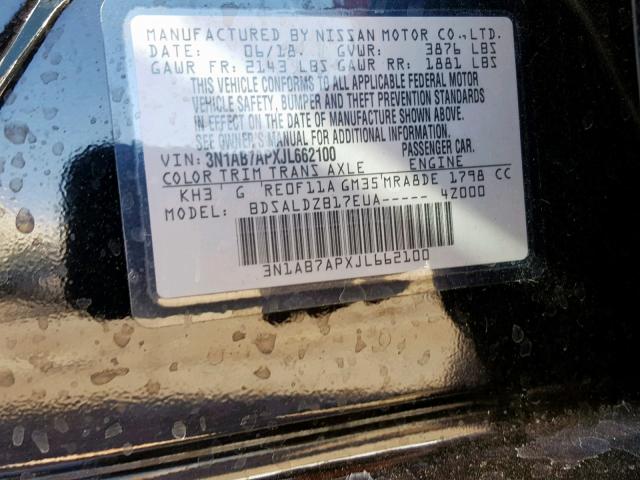 MANUFACTURED BY NISSAN MOTOR CO.,LTD.
DATE: 06/18. GVWR: 3876 LBS
GAWR FR: 2143 LBS GAWR RR: 1881 LBS
THIS VEHICLE CONFORMS TO ALL APPLICABLE FEDERAL MOTOR
VEHICLE SAFETY, BUMPER AND THEFT PREVENTION STANDARDS
IN EFFECT ON THE DATE OF MANUFACTURE SHOWN ABOVE.
SEE OWNER'S MANUAL FOR ADDITIONAL INFORMATION.
VIN: 3N1AB7APXJL662100 PASSENGER CAR.
COLOR TRIM TRANS AXLE ENGINE
KH3 G RE0F11A GM35 MRA8DE 1798 CC
MODEL: BDSALDZB17EUA----- 4Z000
3N1AB7APXJL662100